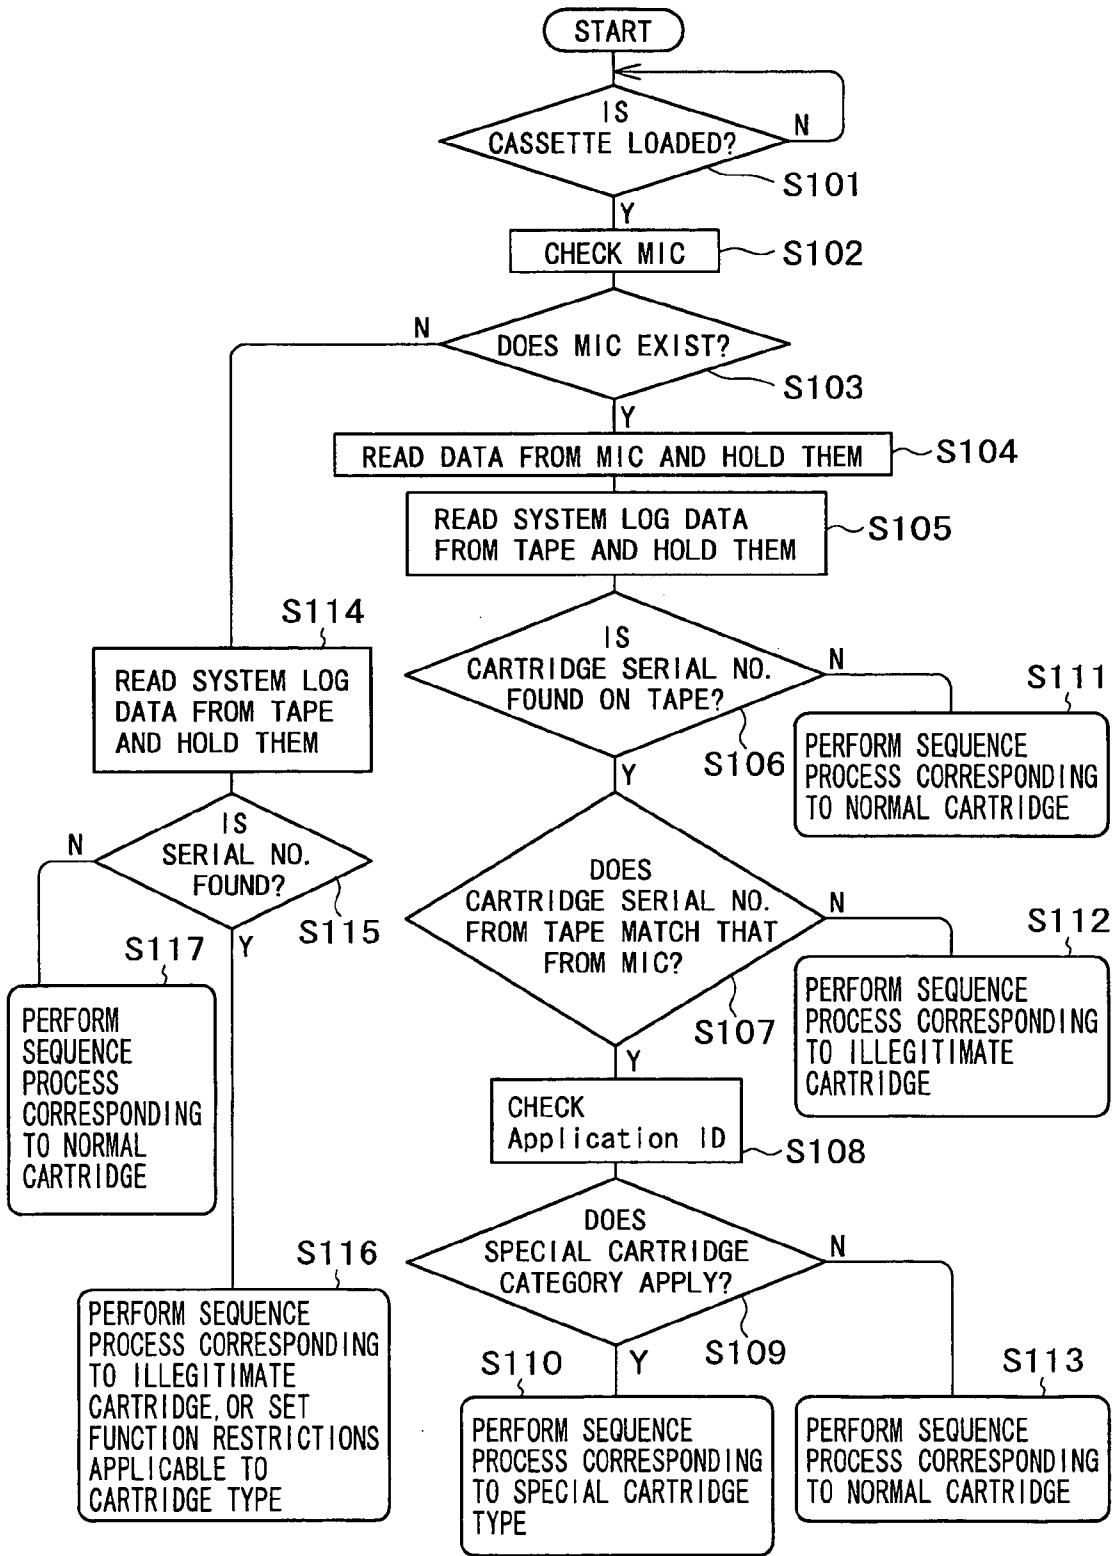 START
IS
CASSETTE LOADED?
N
S101
Y
CHECK MIC
S102
N
DOES MIC EXIST?
S103
Y
READ DATA FROM MIC AND HOLD THEM
S104
READ SYSTEM LOG DATA
FROM TAPE AND HOLD THEM
S105
S114
READ SYSTEM LOG
DATA FROM TAPE
AND HOLD THEM
IS
CARTRIDGE SERIAL NO.
FOUND ON TAPE?
N
S106
Y
S111
PERFORM SEQUENCE
PROCESS CORRESPONDING
TO NORMAL CARTRIDGE
N
IS
SERIAL NO.
FOUND?
S115
Y
DOES
CARTRIDGE SERIAL NO.
FROM TAPE MATCH THAT
FROM MIC?
N
S107
Y
S112
PERFORM SEQUENCE
PROCESS CORRESPONDING
TO ILLEGITIMATE
CARTRIDGE
S117
PERFORM
SEQUENCE
PROCESS
CORRESPONDING
TO NORMAL
CARTRIDGE
CHECK
Application ID
S108
DOES
SPECIAL CARTRIDGE
CATEGORY APPLY?
N
S109
Y
S116
PERFORM SEQUENCE
PROCESS CORRESPONDING
TO ILLEGITIMATE
CARTRIDGE, OR SET
FUNCTION RESTRICTIONS
APPLICABLE TO
CARTRIDGE TYPE
S110
PERFORM SEQUENCE
PROCESS CORRESPONDING
TO SPECIAL CARTRIDGE
TYPE
S113
PERFORM SEQUENCE
PROCESS CORRESPONDING
TO NORMAL CARTRIDGE